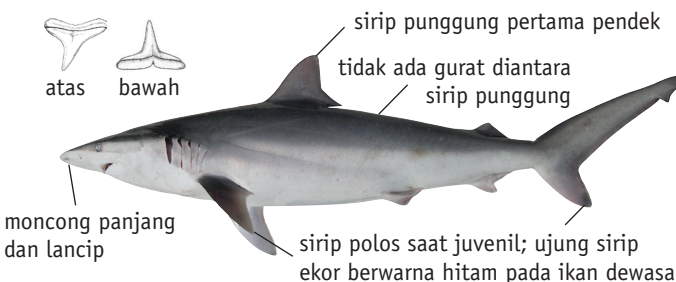 sirip punggung pertama pendek
tidak ada gurat diantara
sirip punggung
atas
bawah
moncong panjang
dan lancip
sirip polos saat juvenil; ujung sirip
ekor berwarna hitam pada ikan dewasa